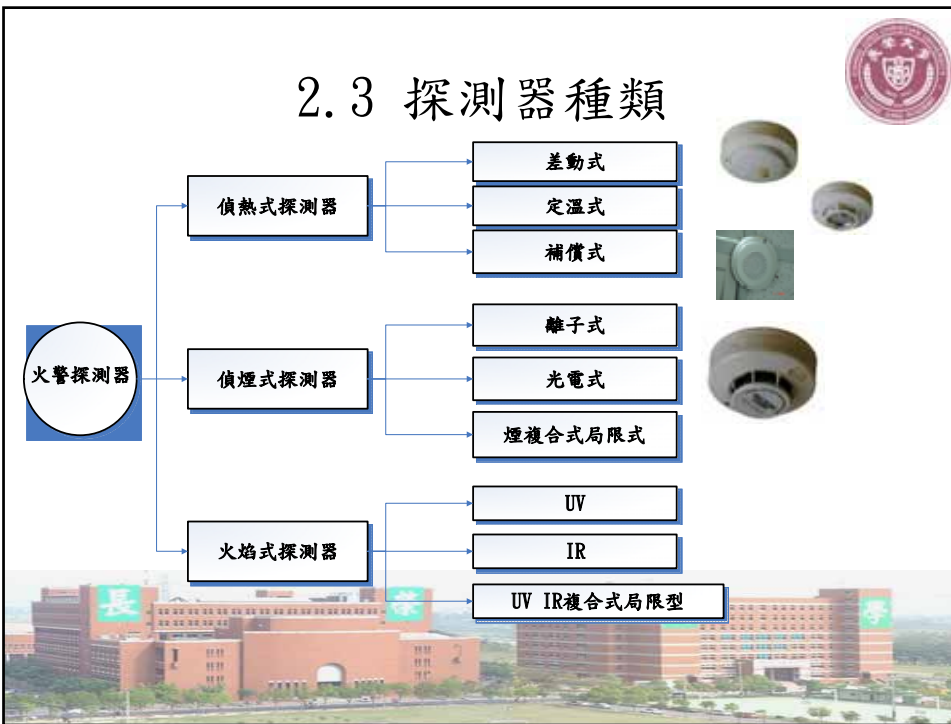 2.3 探測器種類
差動式
偵熱式探測器
定溫式
補償式
離子式
火警探測器
偵煙式探測器
光電式
煙複合式局限式
UV
火焰式探測器
IR
UV IR複合式局限型
長
榮
學